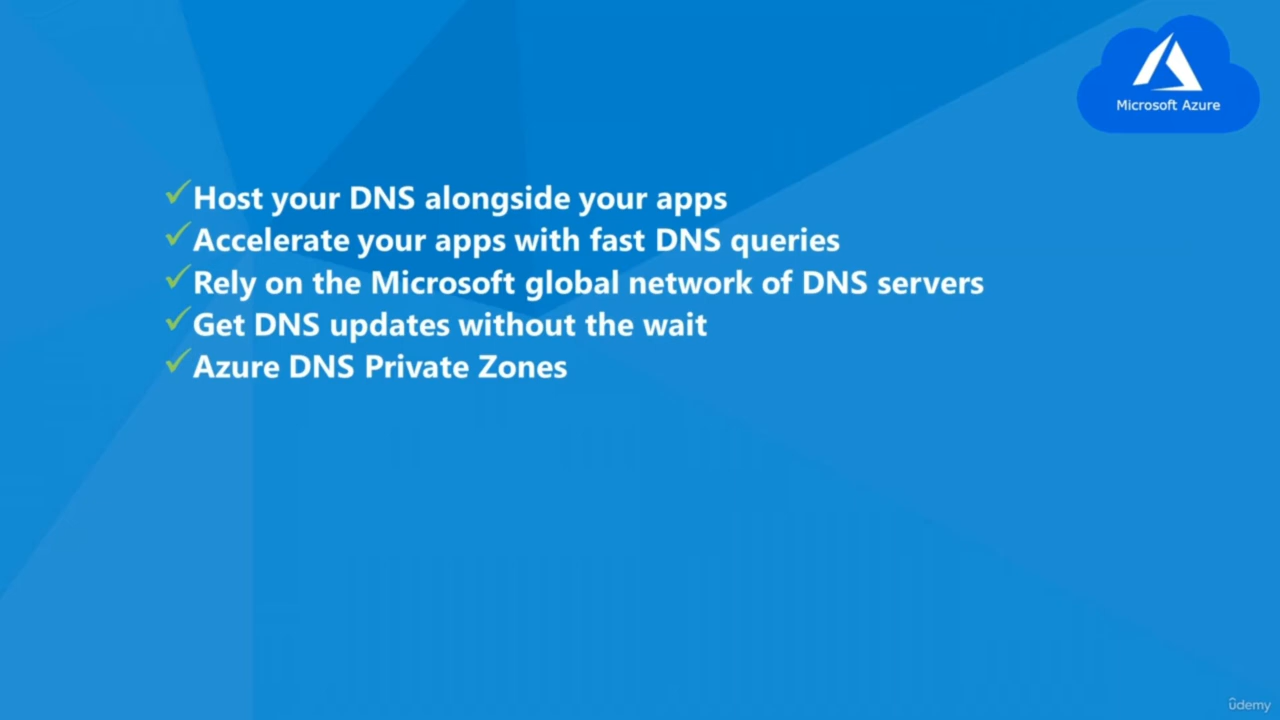 Microsoft Azure
Host your DNS alongside your apps
Accelerate your apps with fast DNS queries
Rely on the Microsoft global network of DNS servers
Get DNS updates without the wait
Azure DNS Private Zones
ûdemy